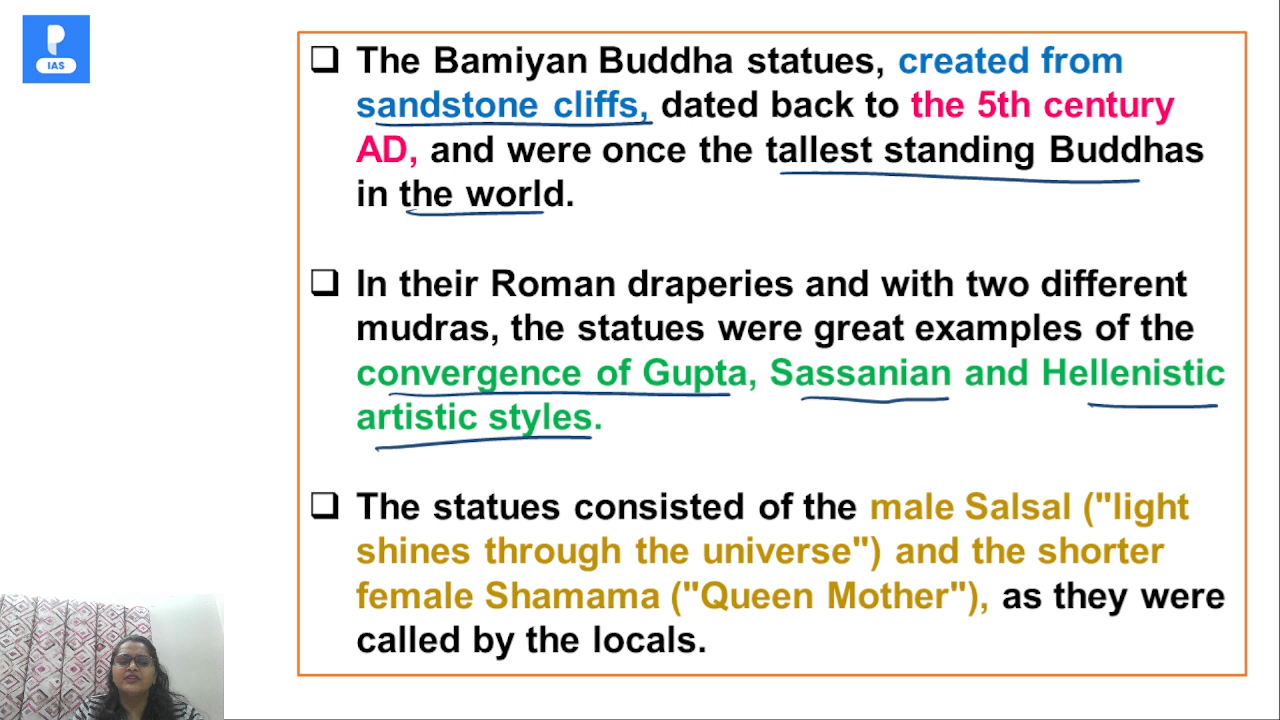 IAS
❑ The Bamiyan Buddha statues, created from
sandstone cliffs, dated back to the 5th century
AD, and were once the tallest standing Buddhas
in the world.
❑ In their Roman draperies and with two different
mudras, the statues were great examples of the
convergence of Gupta, Sassanian and Hellenistic
artistic styles.
❑ The statues consisted of the male Salsal ("light
shines through the universe") and the shorter
female Shamama ("Queen Mother"), as they were
called by the locals.